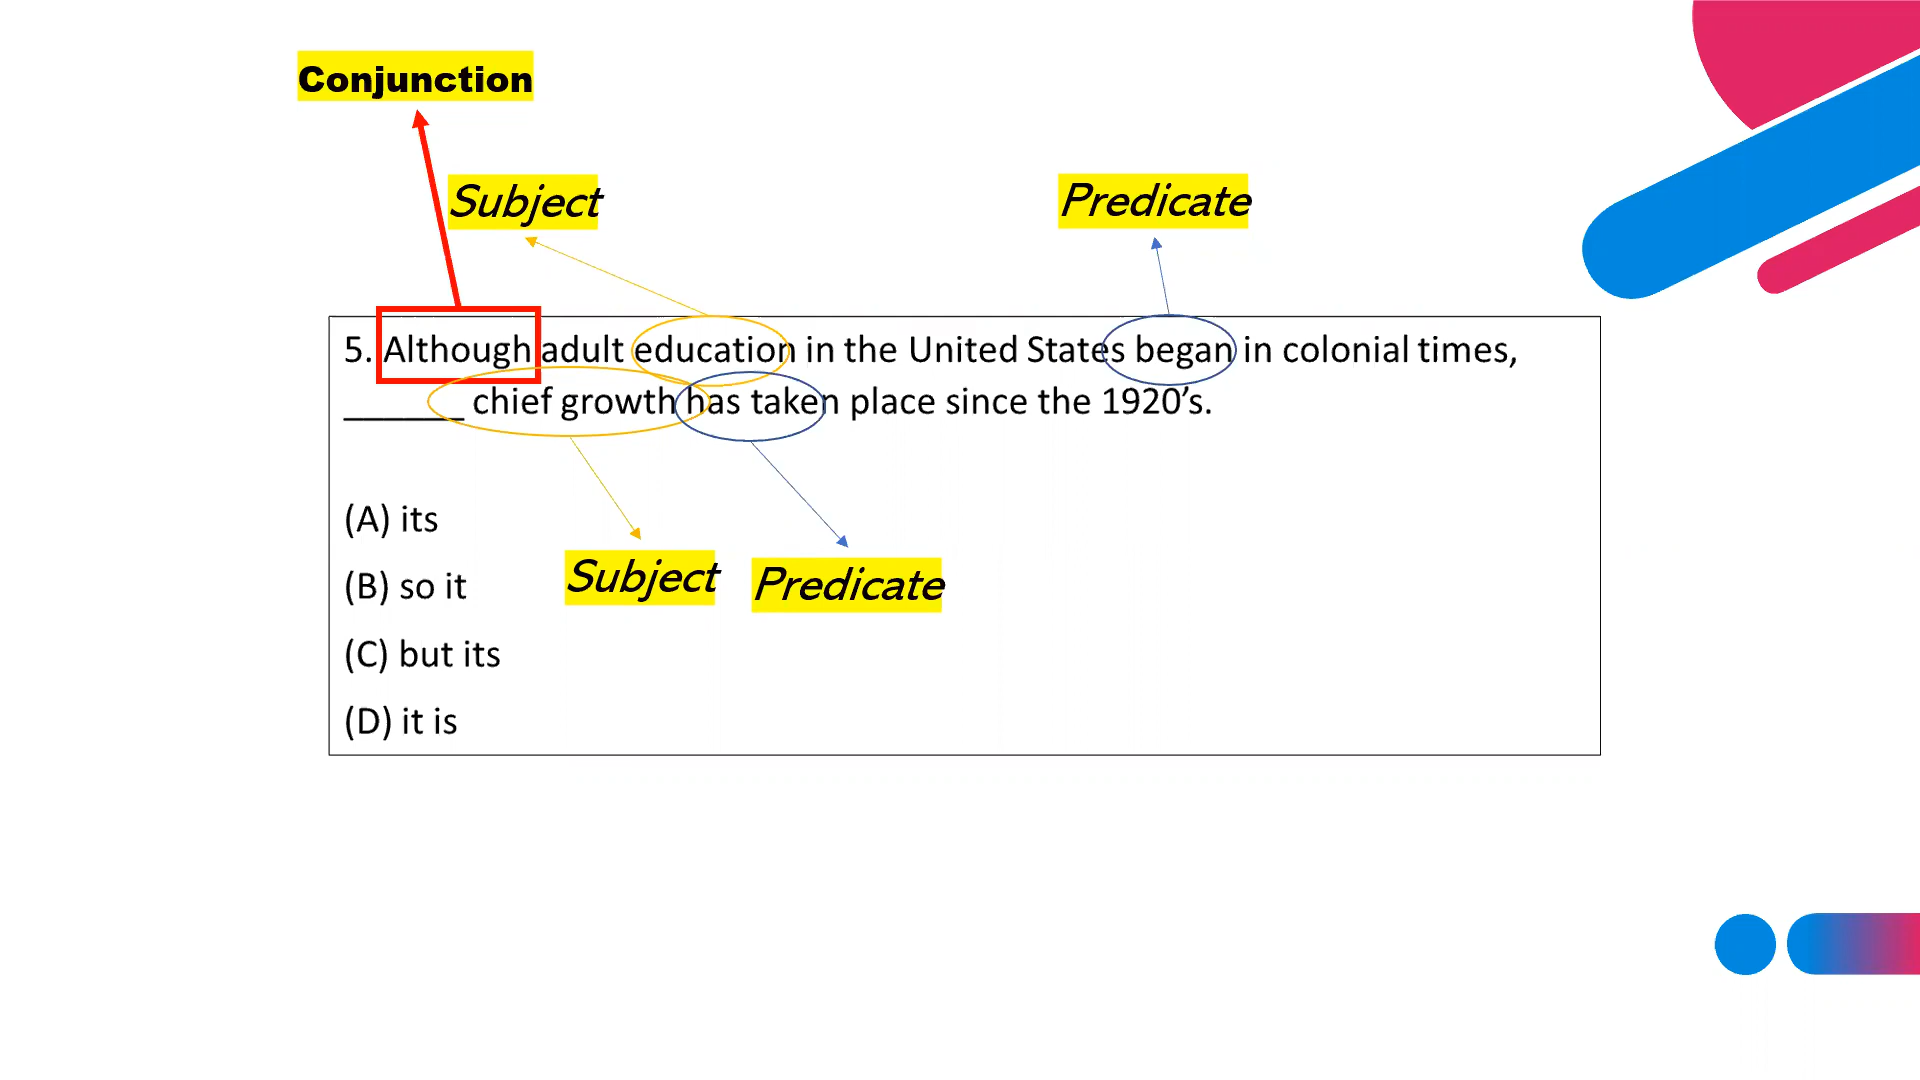 Conjunction
Subject
Predicate
5. Although adult education in the United States began in colonial times,
______ chief growth has taken place since the 1920’s.
(A) its
(B) so it
(C) but its
(D) it is
Subject
Predicate